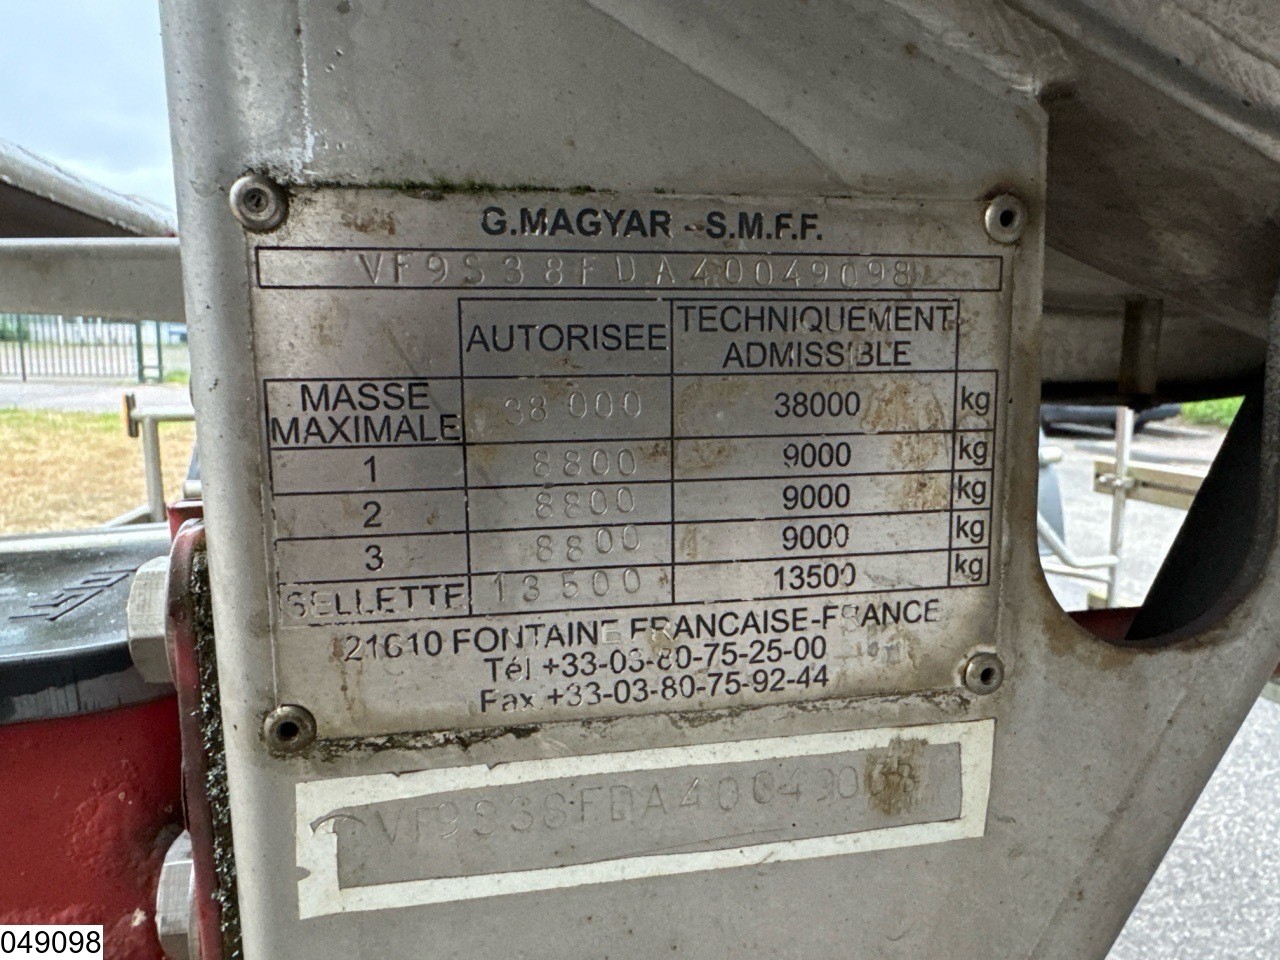 G.MAGYAR - S.M.F.F.
VF9S38FDA40049098
AUTORISEE TECHNIQUEMENT ADMISSIBLE
MASSE MAXIMALE 38 000 38000 kg
1 8800 9000 kg
2 8800 9000 kg
3 8800 9000 kg
SELLETTE 13500 13500 kg
21610 FONTAINE FRANCAISE-FRANCE
Tél +33-03-80-75-25-00
Fax +33-03-80-75-92-44
VF9S38FDA40049098
049098